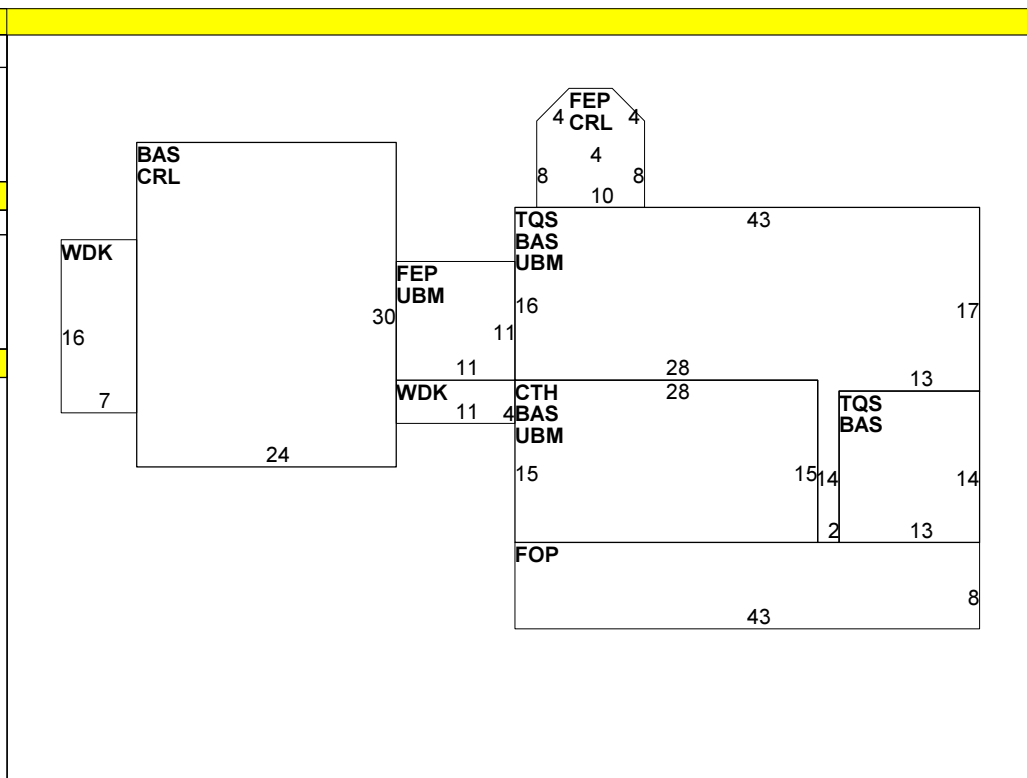 FEP
4 CRL 4
4
8 8
10
BAS
CRL
30
24
WDK
16
7
FEP
UBM
11
11
WDK
11 4
TQS 43
BAS
UBM
16
17
28 13
CTH 28
BAS
UBM
15 15
14
2
TQS
BAS
14
13
FOP
8
43